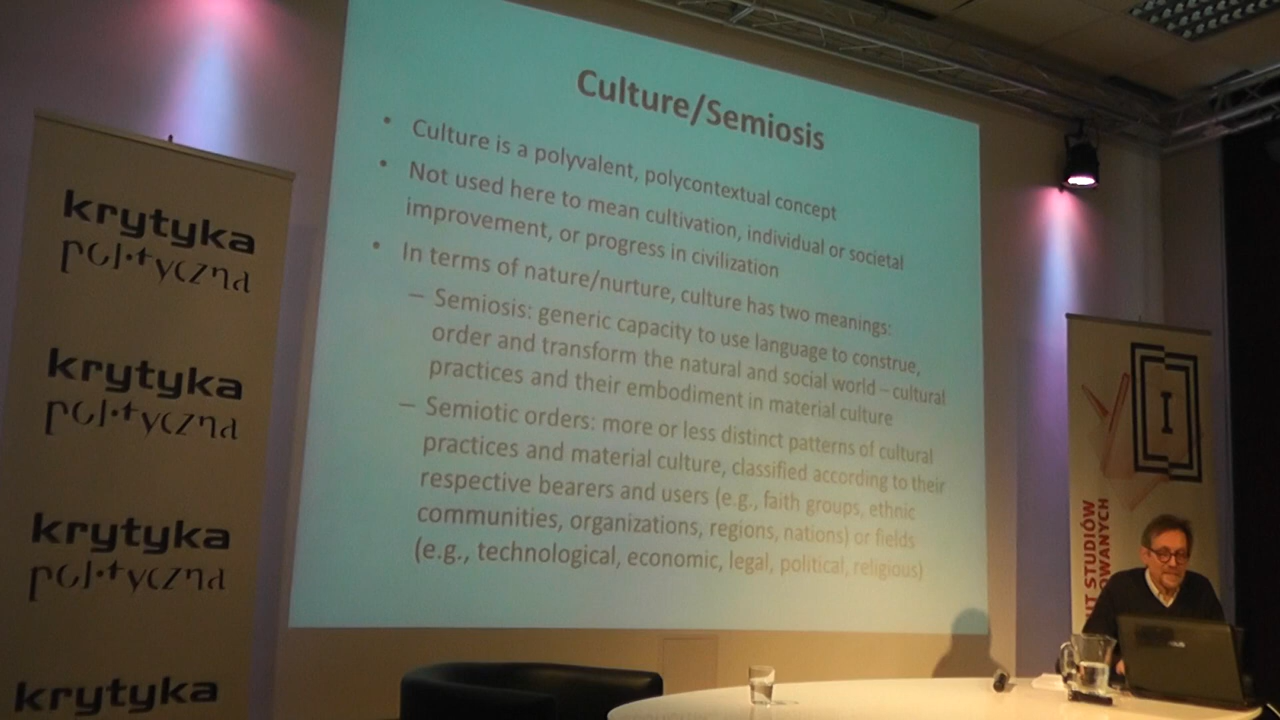 krytyka
polityczna
krytyka
polityczna
krytyka
polityczna
krytyka
Culture/Semiosis
• Culture is a polyvalent, polycontextual concept
• Not used here to mean cultivation, individual or societal
improvement, or progress in civilization
• In terms of nature/nurture, culture has two meanings:
– Semiosis: generic capacity to use language to construe,
order and transform the natural and social world – cultural
practices and their embodiment in material culture
– Semiotic orders: more or less distinct patterns of cultural
practices and material culture, classified according to their
respective bearers and users (e.g., faith groups, ethnic
communities, organizations, regions, nations) or fields
(e.g., technological, economic, legal, political, religious)
I
UT STUDIÓW
OWANYCH